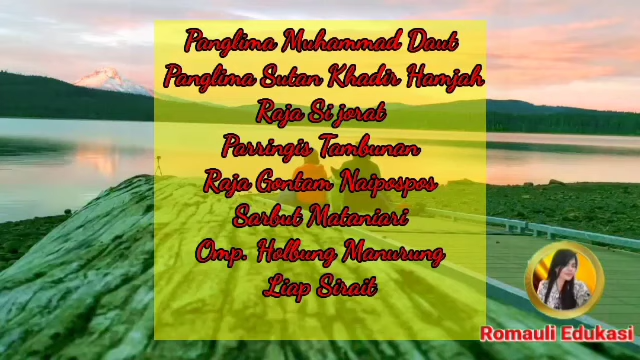 Panglima Muhammad Daut
Panglima Sutan Khadir Hamjah
Raja Si jorat
Parringis Tambunan
Raja Gontam Naipospos
Sarbut Mataniari
Omp. Holbung Manurung
Liap Sirait
Romauli Edukasi